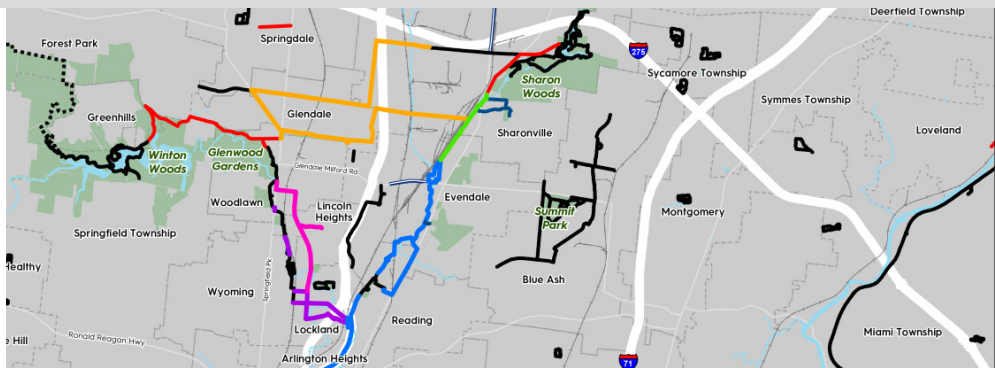 Deerfield Township
Forest Park
Springdale
275
Sycamore Township
Sharon
Woods
Symmes Township
Greenhills
Glendale
Sharonville
Loveland
Winton
Woods
Glenwood
Gardens
Glendale Milford Rd
Woodlawn
Lincoln
Heights
Evendale
Summit
Park
Montgomery
Springfield Township
Healthy
Springfield Pk
Blue Ash
Wyoming
Reading
Lockland
Ronald Reagan Hwy
e Hill
Miami Township
Arlington Heights
71